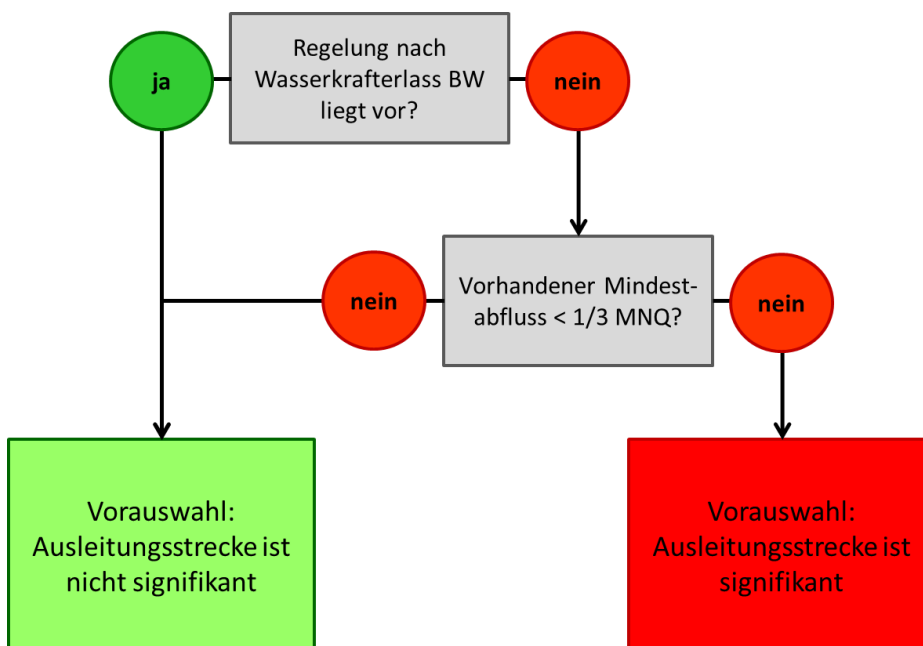 ja
Regelung nach
Wasserkrafterlass BW
liegt vor?
nein
nein
Vorhandener Mindest-
abfluss < 1/3 MNQ?
nein
Vorauswahl:
Ausleitungsstrecke ist
nicht signifikant
Vorauswahl:
Ausleitungsstrecke ist
signifikant